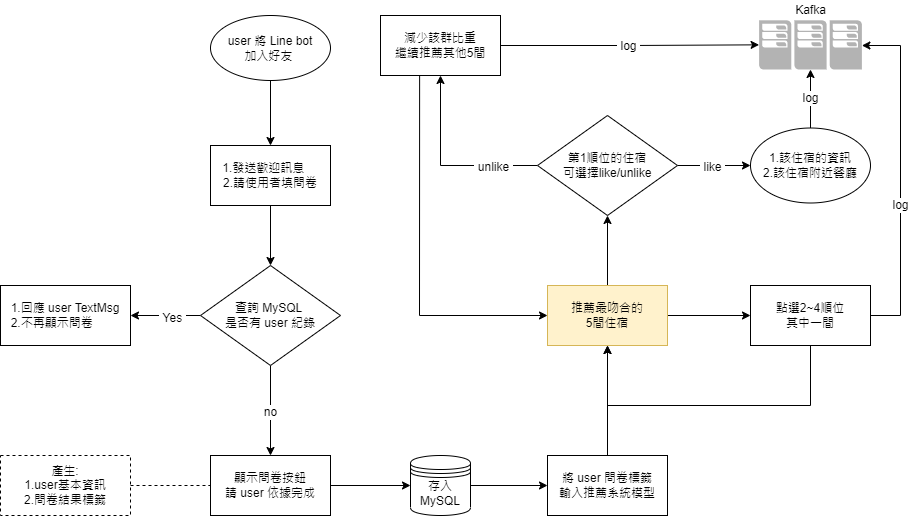 user 將 Line bot
加入好友
1.發送歡迎訊息
2.請使用者填問卷
查詢 MySQL
是否有 user 紀錄
Yes
1.回應 user TextMsg
2.不再顯示問卷
no
產生:
1.user基本資訊
2.問卷結果標籤
顯示問卷按鈕
請 user 依據完成
存入
MySQL
將 user 問卷標籤
輸入推薦系統模型
推薦最吻合的
5間住宿
點選2~4順位
其中一間
log
第1順位的住宿
可選擇like/unlike
unlike
like
減少該群比重
繼續推薦其他5間
log
1.該住宿的資訊
2.該住宿附近餐廳
log
Kafka